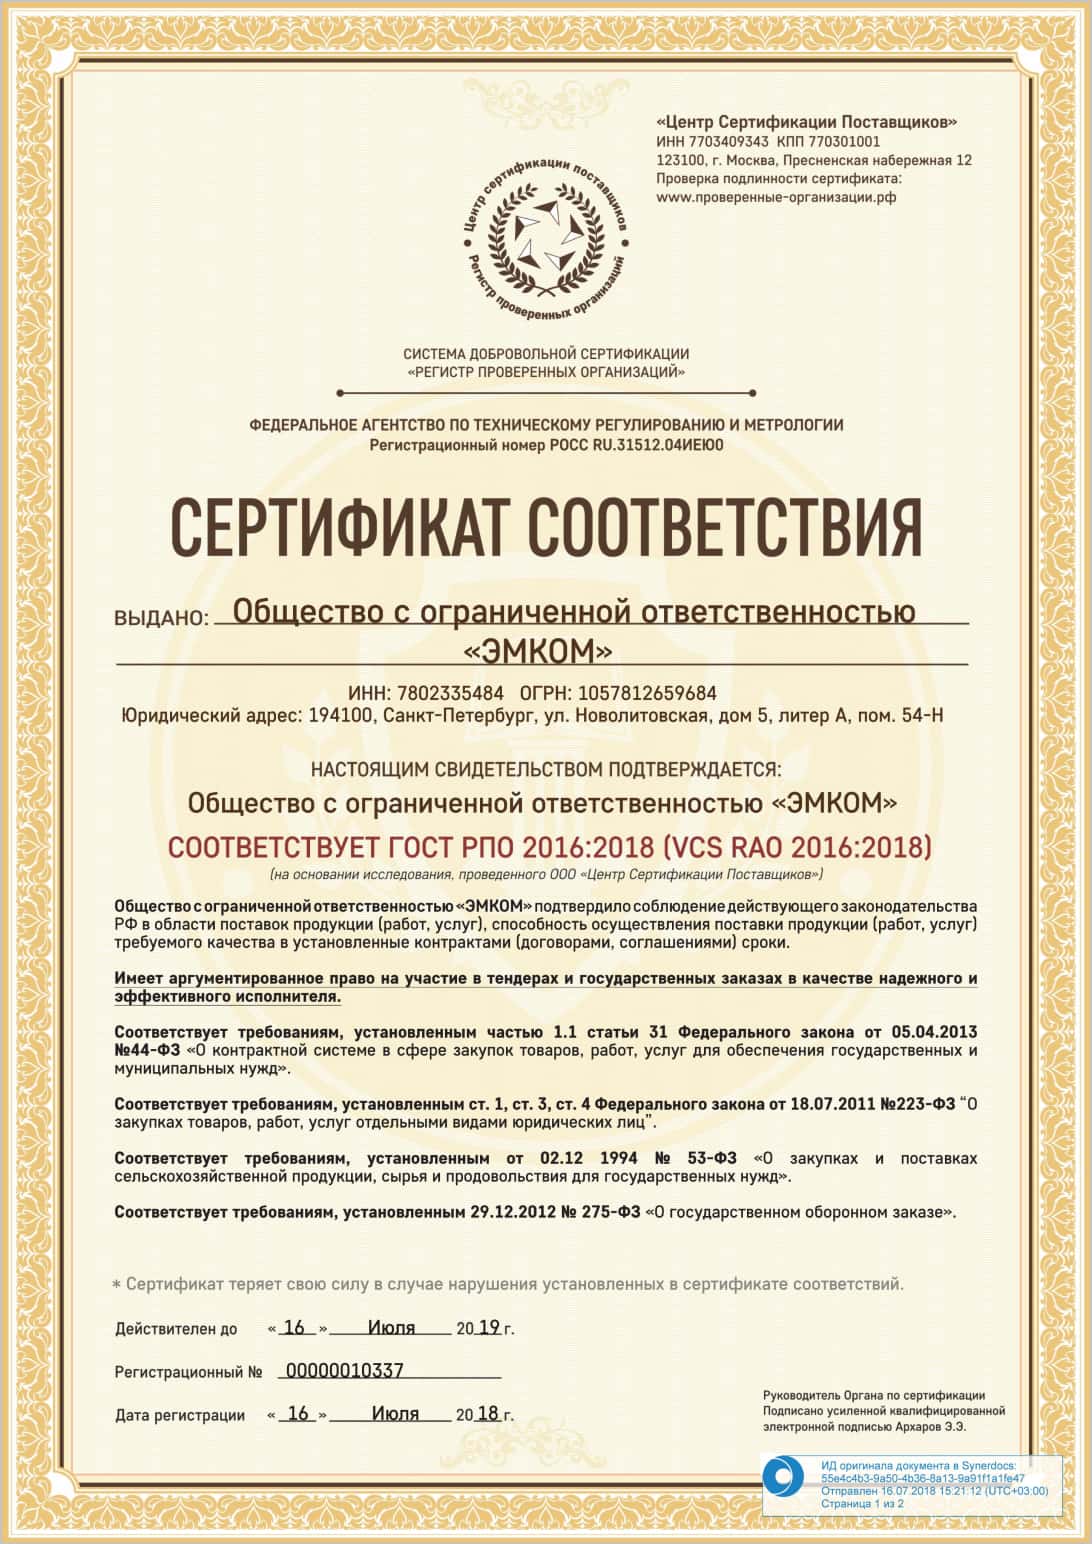 «Центр Сертификации Поставщиков»
ИНН 7703409343 КПП 770301001
123100, г. Москва, Пресненская набережная 12
Проверка подлинности сертификата:
www.проверенные-организации.рф
Центр сертификации поставщиков
Регистр проверенных организаций
СИСТЕМА ДОБРОВОЛЬНОЙ СЕРТИФИКАЦИИ
«РЕГИСТР ПРОВЕРЕННЫХ ОРГАНИЗАЦИЙ»
ФЕДЕРАЛЬНОЕ АГЕНТСТВО ПО ТЕХНИЧЕСКОМУ РЕГУЛИРОВАНИЮ И МЕТРОЛОГИИ
Регистрационный номер РОСС RU.31512.04ИЕЮ0
СЕРТИФИКАТ СООТВЕТСТВИЯ
ВЫДАНО: Общество с ограниченной ответственностью
«ЭМКОМ»
ИНН: 7802335484 ОГРН: 1057812659684
Юридический адрес: 194100, Санкт-Петербург, ул. Новолитовская, дом 5, литер А, пом. 54-Н
НАСТОЯЩИМ СВИДЕТЕЛЬСТВОМ ПОДТВЕРЖДАЕТСЯ:
Общество с ограниченной ответственностью «ЭМКОМ»
СООТВЕТСТВУЕТ ГОСТ РПО 2016:2018 (VCS RAO 2016:2018)
(на основании исследования, проведенного ООО «Центр Сертификации Поставщиков»)
Общество с ограниченной ответственностью «ЭМКОМ» подтвердило соблюдение действующего законодательства
РФ в области поставок продукции (работ, услуг), способность осуществления поставки продукции (работ, услуг)
требуемого качества в установленные контрактами (договорами, соглашениями) сроки.
Имеет аргументированное право на участие в тендерах и государственных заказах в качестве надежного и
эффективного исполнителя.
Соответствует требованиям, установленным частью 1.1 статьи 31 Федерального закона от 05.04.2013
№44-ФЗ «О контрактной системе в сфере закупок товаров, работ, услуг для обеспечения государственных и
муниципальных нужд».
Соответствует требованиям, установленным ст. 1, ст. 3, ст. 4 Федерального закона от 18.07.2011 №223-ФЗ “О
закупках товаров, работ, услуг отдельными видами юридических лиц”.
Соответствует требованиям, установленным от 02.12 1994 № 53-ФЗ «О закупках и поставках
сельскохозяйственной продукции, сырья и продовольствия для государственных нужд».
Соответствует требованиям, установленным 29.12.2012 № 275-ФЗ «О государственном оборонном заказе».
* Сертификат теряет свою силу в случае нарушения установленных в сертификате соответствий.
Действителен до « 16 » Июля 20 19 г.
Регистрационный № 00000010337
Дата регистрации « 16 » Июля 20 18 г.
Руководитель Органа по сертификации
Подписано усиленной квалифицированной
электронной подписью Архаров Э.Э.
ИД оригинала документа в Synerdocs:
55e4c4b3-9a50-4b36-8a13-9a91f1a1fe47
Отправлен 16.07.2018 15:21:12 (UTC+03:00)
Страница 1 из 2